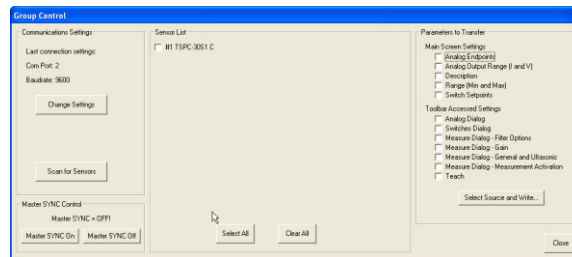 Group Control
Communications Settings
Last connection settings:
Com Port: 2
Baudrate: 9600
Change Settings
Scan for Sensors
Master SYNC Control
Master SYNC = OFF!
Master SYNC On
Master SYNC Off
Sensor List
#1 TSPC-30S1 C
Select All
Clear All
Parameters to Transfer
Main Screen Settings
Analog Endpoints
Analog Output Range (I and V)
Description
Range (Min and Max)
Switch Setpoints
Toolbar Accessed Settings
Analog Dialog
Switches Dialog
Measure Dialog - Filter Options
Measure Dialog - Gain
Measure Dialog - General and Ultrasonic
Measure Dialog - Measurement Activation
Teach
Select Source and Write...
Close